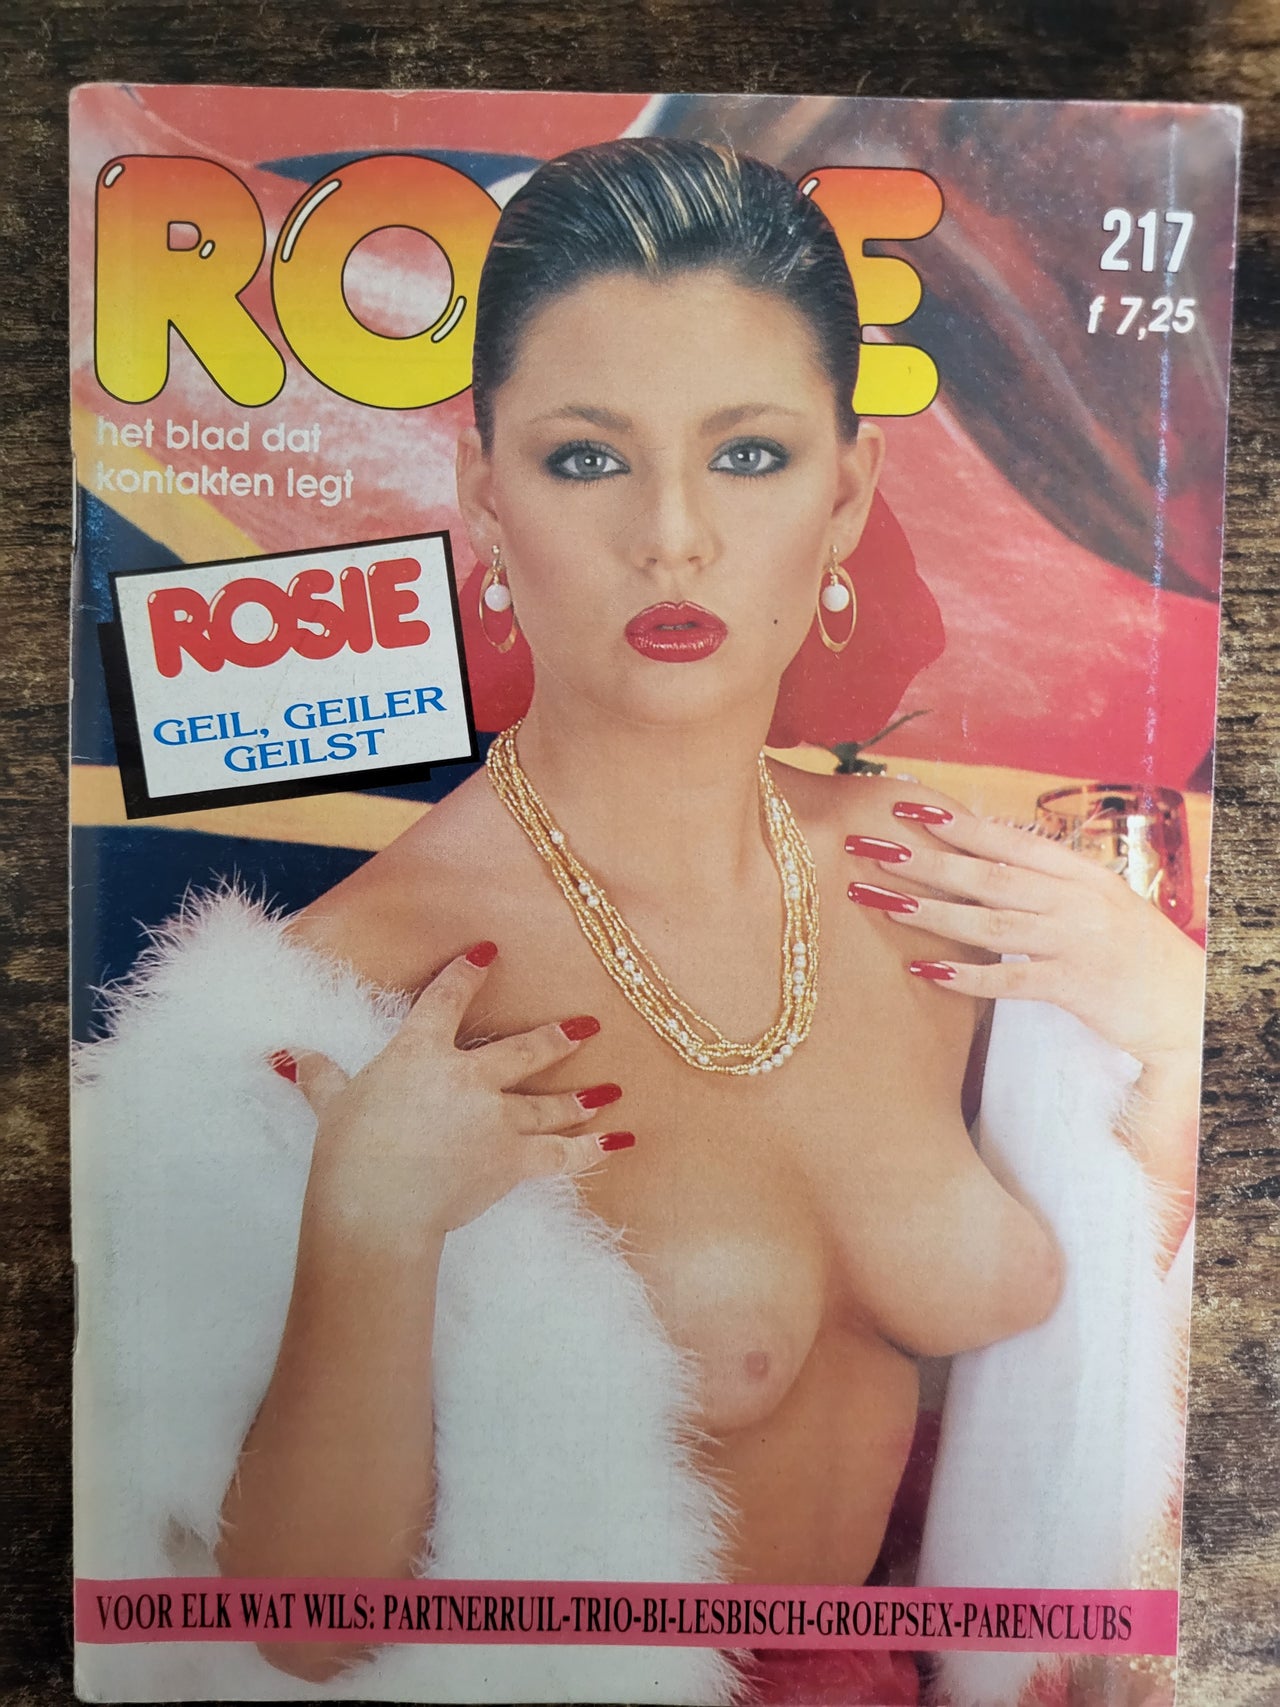 ROSIE
217
f 7,25
het blad dat
kontakten legt
ROSIE
GEIL, GEILER
GEILST
VOOR ELK WAT WILS: PARTNERRUIL-TRIO-BI-LESBISCH-GROEPSEX-PARENCLUBS